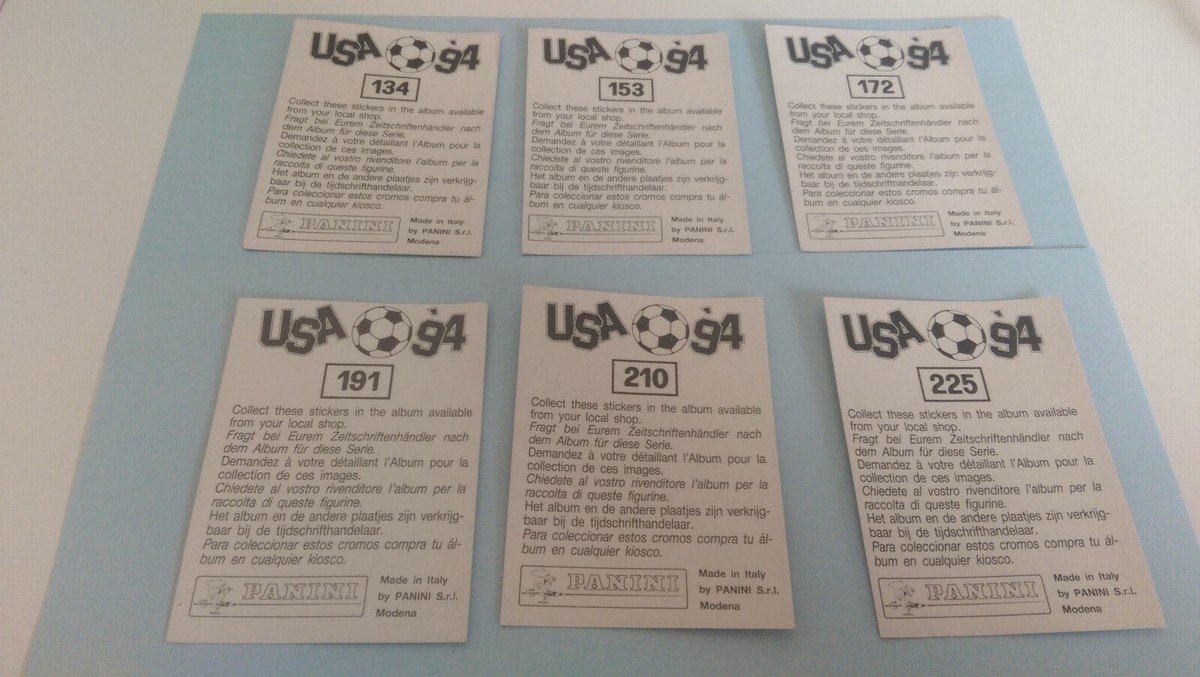 USA '94
134
Collect these stickers in the album available
from your local shop.
Fragt bei Eurem Zeitschriftenhändler nach
dem Album für diese Serie.
Demandez à votre détaillant l'Album pour la
collection de ces images.
Chiedete al vostro rivenditore l'album per la
raccolta di queste figurine.
Het album en de andere plaatjes zijn verkrijg-
baar bij de tijdschrifthandelaar.
Para coleccionar estos cromos compra tu ál-
bum en cualquier kiosco.
PANINI
Made in Italy
by PANINI S.r.l.
Modena
USA '94
153
Collect these stickers in the album available
from your local shop.
Fragt bei Eurem Zeitschriftenhändler nach
dem Album für diese Serie.
Demandez à votre détaillant l'Album pour la
collection de ces images.
Chiedete al vostro rivenditore l'album per la
raccolta di queste figurine.
Het album en de andere plaatjes zijn verkrijg-
baar bij de tijdschrifthandelaar.
Para coleccionar estos cromos compra tu ál-
bum en cualquier kiosco.
PANINI
Made in Italy
by PANINI S.r.l.
Modena
USA '94
172
Collect these stickers in the album available
from your local shop.
Fragt bei Eurem Zeitschriftenhändler nach
dem Album für diese Serie.
Demandez à votre détaillant l'Album pour la
collection de ces images.
Chiedete al vostro rivenditore l'album per la
raccolta di queste figurine.
Het album en de andere plaatjes zijn verkrijg-
baar bij de tijdschrifthandelaar.
Para coleccionar estos cromos compra tu ál-
bum en cualquier kiosco.
PANINI
Made in Italy
by PANINI S.r.l.
Modena
USA '94
191
Collect these stickers in the album available
from your local shop.
Fragt bei Eurem Zeitschriftenhändler nach
dem Album für diese Serie.
Demandez à votre détaillant l'Album pour la
collection de ces images.
Chiedete al vostro rivenditore l'album per la
raccolta di queste figurine.
Het album en de andere plaatjes zijn verkrijg-
baar bij de tijdschrifthandelaar.
Para coleccionar estos cromos compra tu ál-
bum en cualquier kiosco.
PANINI
Made in Italy
by PANINI S.r.l.
Modena
USA '94
210
Collect these stickers in the album available
from your local shop.
Fragt bei Eurem Zeitschriftenhändler nach
dem Album für diese Serie.
Demandez à votre détaillant l'Album pour la
collection de ces images.
Chiedete al vostro rivenditore l'album per la
raccolta di queste figurine.
Het album en de andere plaatjes zijn verkrijg-
baar bij de tijdschrifthandelaar.
Para coleccionar estos cromos compra tu ál-
bum en cualquier kiosco.
PANINI
Made in Italy
by PANINI S.r.l.
Modena
USA '94
225
Collect these stickers in the album available
from your local shop.
Fragt bei Eurem Zeitschriftenhändler nach
dem Album für diese Serie.
Demandez à votre détaillant l'Album pour la
collection de ces images.
Chiedete al vostro rivenditore l'album per la
raccolta di queste figurine.
Het album en de andere plaatjes zijn verkrijg-
baar bij de tijdschrifthandelaar.
Para coleccionar estos cromos compra tu ál-
bum en cualquier kiosco.
PANINI
Made in Italy
by PANINI S.r.l.
Modena